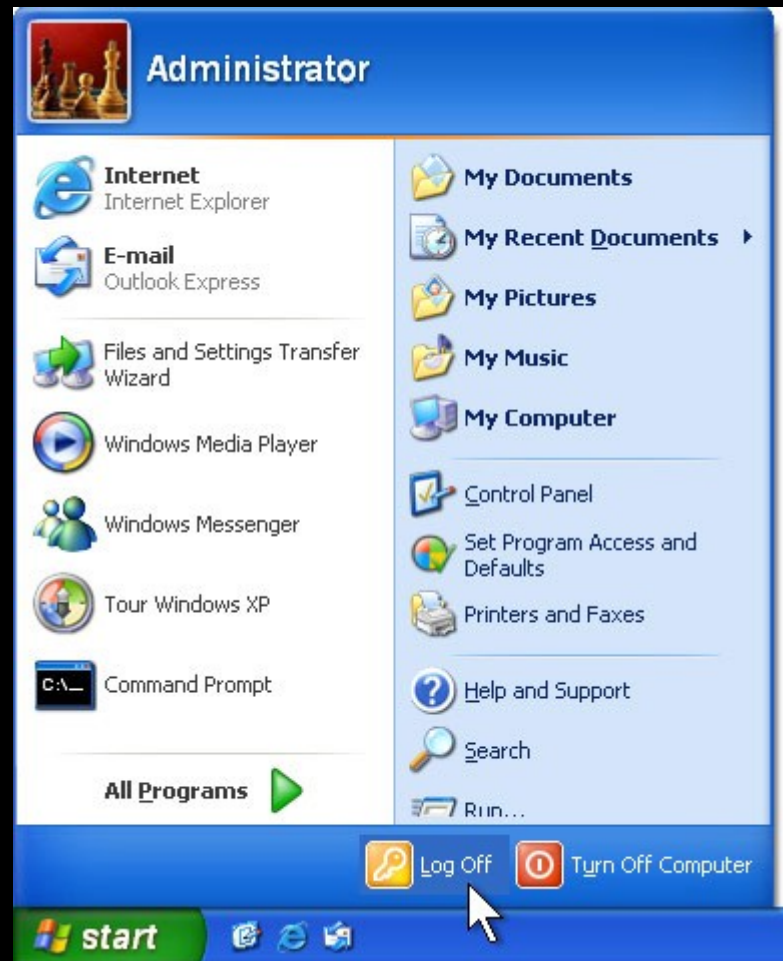 Administrator
Internet
Internet Explorer
E-mail
Outlook Express
Files and Settings Transfer
Wizard
Windows Media Player
Windows Messenger
Tour Windows XP
C:\_
Command Prompt
All Programs
My Documents
My Recent Documents
My Pictures
My Music
My Computer
Control Panel
Set Program Access and
Defaults
Printers and Faxes
Help and Support
Search
Run...
Log Off
Turn Off Computer
start